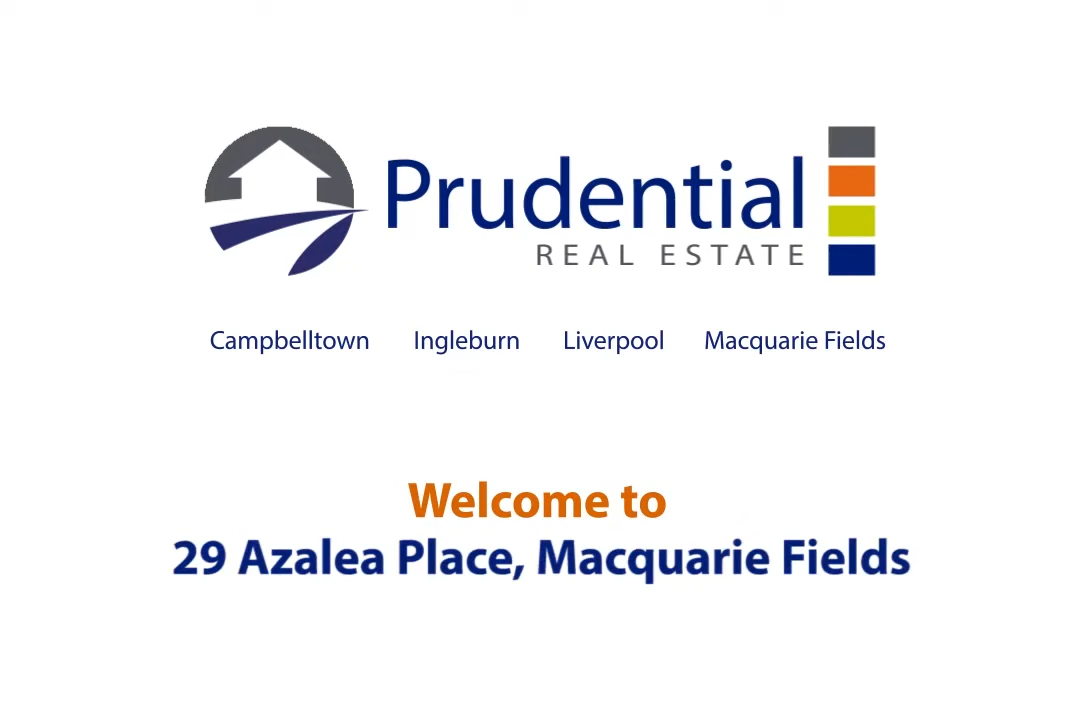 Prudential
REAL ESTATE
Campbelltown Ingleburn Liverpool Macquarie Fields
Welcome to
29 Azalea Place, Macquarie Fields